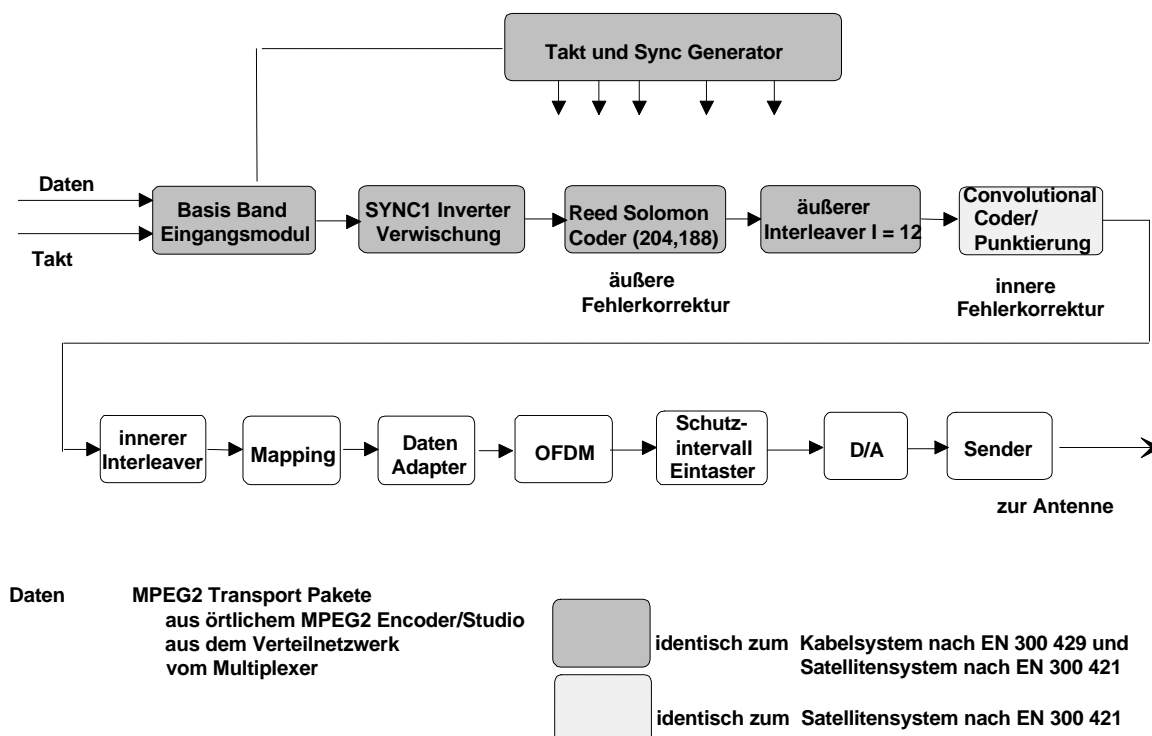 Takt und Sync Generator
Daten
Takt
Basis Band
Eingangsmodul
SYNC1 Inverter
Verwischung
Reed Solomon
Coder (204,188)
äußere
Fehlerkorrektur
äußerer
Interleaver I = 12
Convolutional
Coder/
Punktierung
innere
Fehlerkorrektur
innerer
Interleaver
Mapping
Daten
Adapter
OFDM
Schutz-
intervall
Eintaster
D/A
Sender
zur Antenne
Daten MPEG2 Transport Pakete
aus örtlichem MPEG2 Encoder/Studio
aus dem Verteilnetzwerk
vom Multiplexer
identisch zum Kabelsystem nach EN 300 429 und
Satellitensystem nach EN 300 421
identisch zum Satellitensystem nach EN 300 421